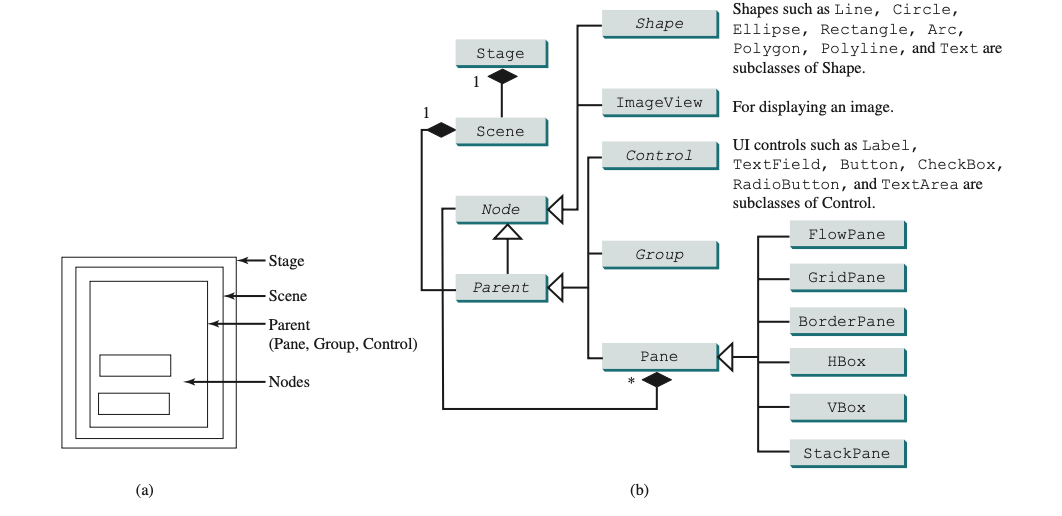 Stage
Scene
Parent
(Pane, Group, Control)
Nodes
(a)
Stage
1
1
Scene
Node
Parent
Shape
Shapes such as Line, Circle,
Ellipse, Rectangle, Arc,
Polygon, Polyline, and Text are
subclasses of Shape.
ImageView
For displaying an image.
Control
UI controls such as Label,
TextField, Button, CheckBox,
RadioButton, and TextArea are
subclasses of Control.
Group
Pane
*
FlowPane
GridPane
BorderPane
HBox
VBox
StackPane
(b)